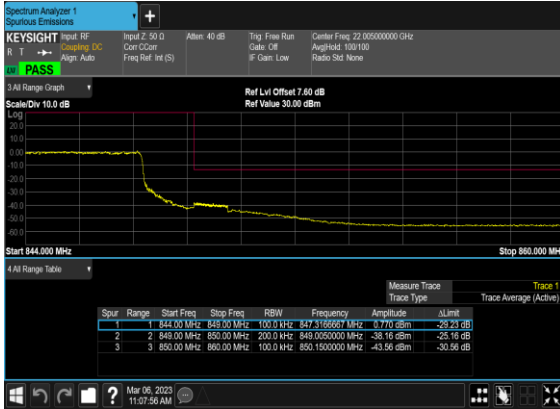 Spectrum Analyzer 1
Spurious Emissions
+
KEYSIGHT
R T
PASS
Input: RF
Coupling: DC
Align: Auto
Input Z: 50 Ω
Corr CCorr
Freq Ref: Int (S)
Atten: 40 dB
Trig: Free Run
Gate: Off
IF Gain: Low
Center Freq: 22.005000000 GHz
Avg|Hold: 100/100
Radio Std: None
3 All Range Graph
Scale/Div 10.0 dB
Ref Lvl Offset 7.60 dB
Ref Value 30.00 dBm
Log
20.0
10.0
0.00
-10.0
-20.0
-30.0
-40.0
-50.0
-60.0
Start 844.000 MHz
Stop 860.000 MH
4 All Range Table
Measure Trace Trace 1
Trace Type Trace Average (Active)
Spur Range Start Freq Stop Freq RBW Frequency Amplitude ΔLimit
1 1 844.00 MHz 849.00 MHz 100.0 kHz 847.3166667 MHz 0.770 dBm -29.23 dB
2 2 849.00 MHz 850.00 MHz 200.0 kHz 849.0050000 MHz -38.16 dBm -25.16 dB
3 3 850.00 MHz 860.00 MHz 100.0 kHz 850.1500000 MHz -43.56 dBm -30.56 dB
?
Mar 06, 2023
11:07:56 AM